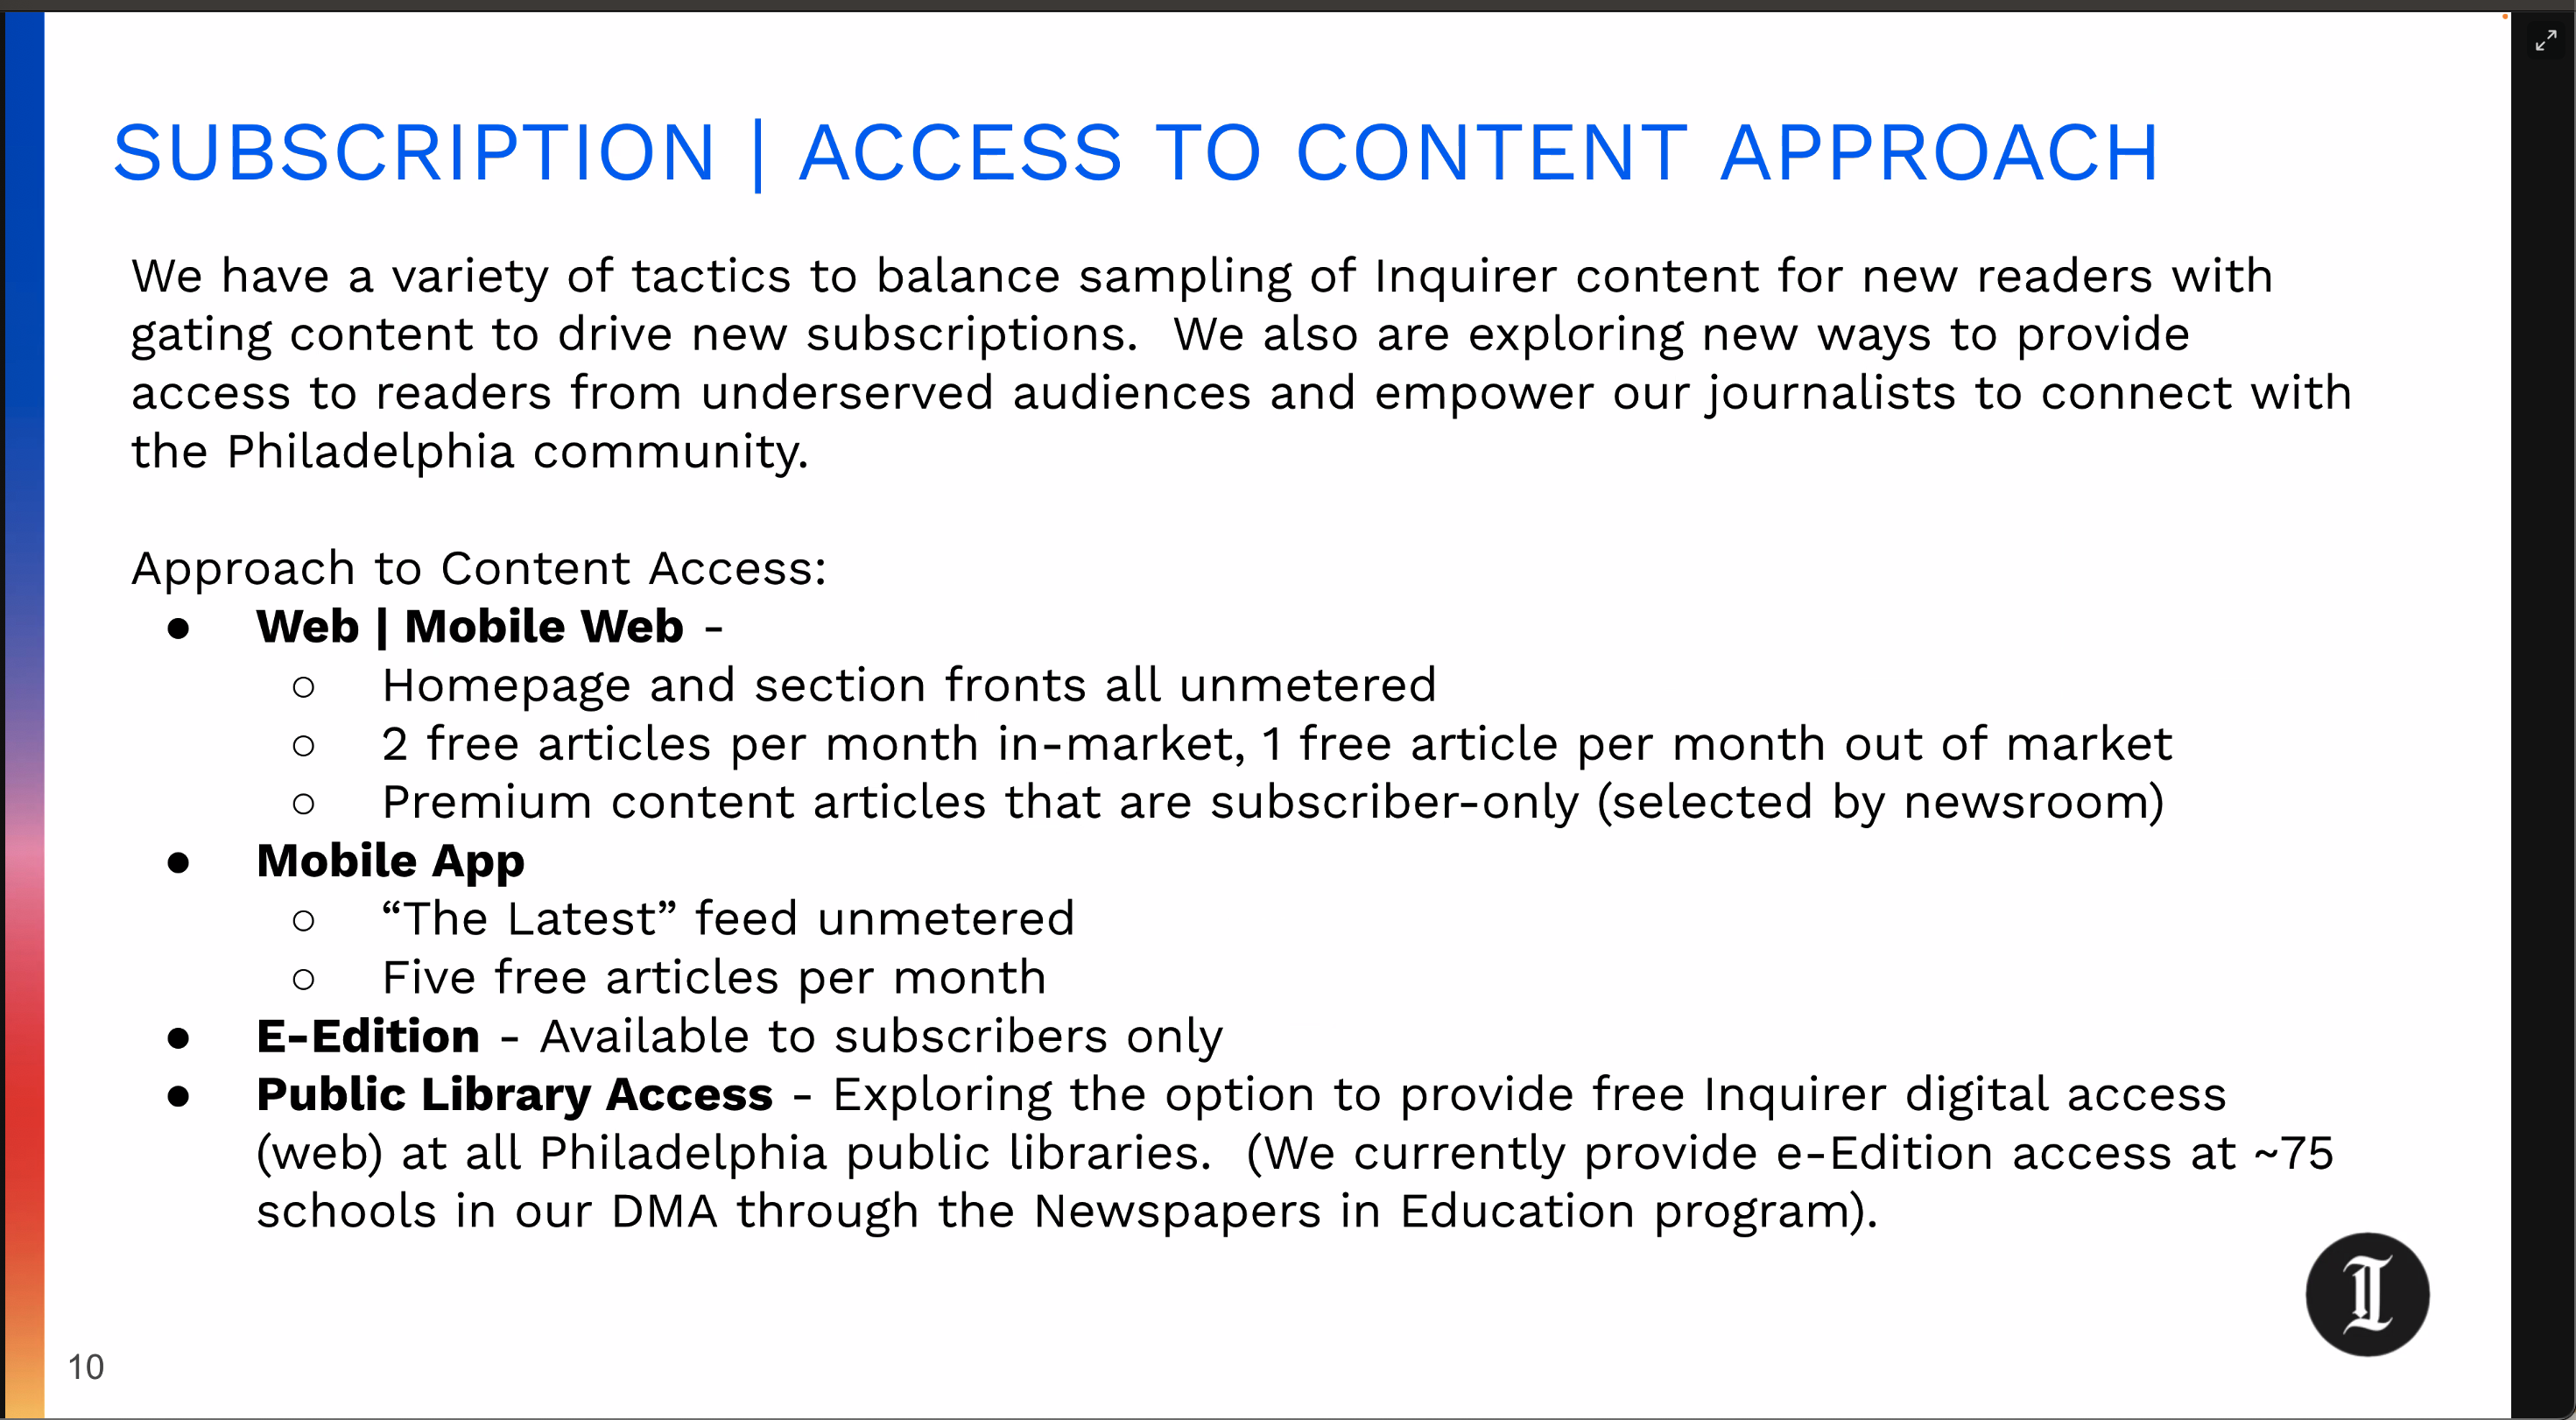 SUBSCRIPTION | ACCESS TO CONTENT APPROACH
We have a variety of tactics to balance sampling of Inquirer content for new readers with
gating content to drive new subscriptions.  We also are exploring new ways to provide
access to readers from underserved audiences and empower our journalists to connect with
the Philadelphia community.
Approach to Content Access:
● Web | Mobile Web -
○ Homepage and section fronts all unmetered
○ 2 free articles per month in-market, 1 free article per month out of market
○ Premium content articles that are subscriber-only (selected by newsroom)
● Mobile App
○ “The Latest” feed unmetered
○ Five free articles per month
● E-Edition - Available to subscribers only
● Public Library Access - Exploring the option to provide free Inquirer digital access
(web) at all Philadelphia public libraries.  (We currently provide e-Edition access at ~75
schools in our DMA through the Newspapers in Education program).
I
10